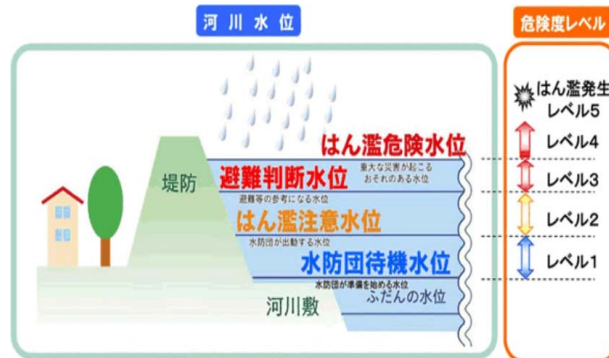 河川水位
危険度レベル
はん濫発生
レベル5
はん濫危険水位
レベル4
重大な災害が起こる
おそれのある水位
堤防
避難判断水位
レベル3
避難等の参考になる水位
はん濫注意水位
レベル2
水防団が出動する水位
水防団待機水位
レベル1
水防団が準備を始める水位
ふだんの水位
河川敷